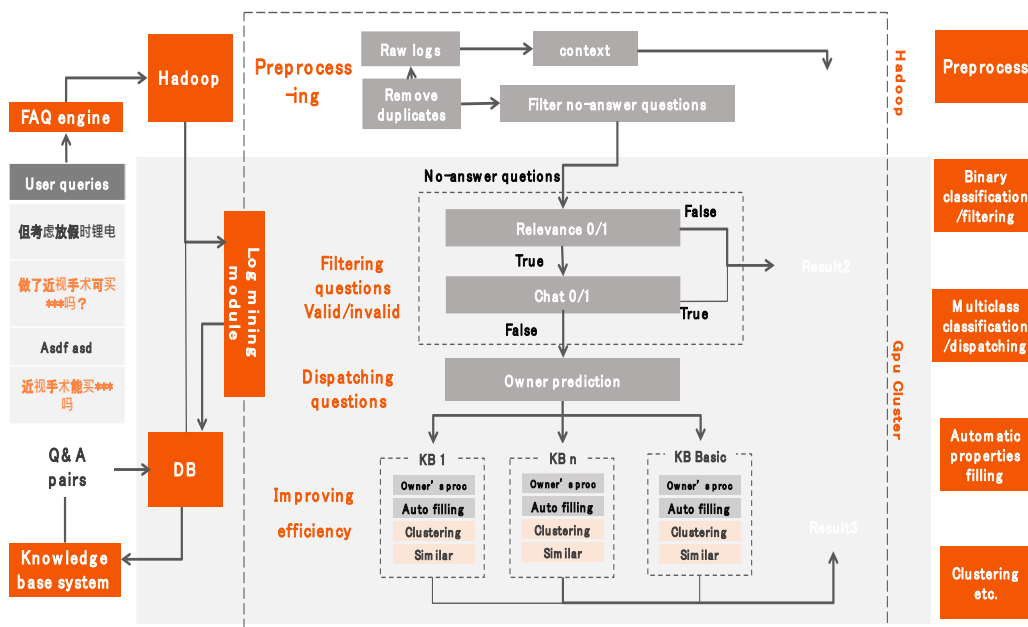 Hadoop
FAQ engine
User queries
但考虑放假时锂电
做了近视手术可买
***吗？
Asdf asd
近视手术能买***
吗
Q& A
pairs
Knowledge
base system
DB
Log mining
module
Preprocess
-ing
Raw logs
context
Remove
duplicates
Filter no-answer questions
No-answer quetions
Relevance 0/1
False
True
Chat 0/1
True
False
Result2
Filtering
questions
Valid/invalid
Dispatching
questions
Owner prediction
Improving
efficiency
KB 1
Owner' s proc
Auto filling
Clustering
Similar
KB n
Owner' s proc
Auto filling
Clustering
Similar
KB Basic
Owner' s proc
Auto filling
Clustering
Similar
Result3
Hadoop
Gpu Cluster
Preprocess
Binary
classification
/filtering
Multiclass
classification
/dispatching
Automatic
properties
filling
Clustering
etc.